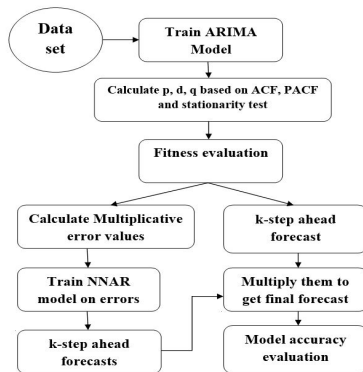 Data
set
Train ARIMA
Model
Calculate p, d, q based on ACF, PACF
and stationarity test
Fitness evaluation
Calculate Multiplicative
error values
k-step ahead
forecast
Train NNAR
model on errors
Multiply them to
get final forecast
k-step ahead
forecasts
Model accuracy
evaluation